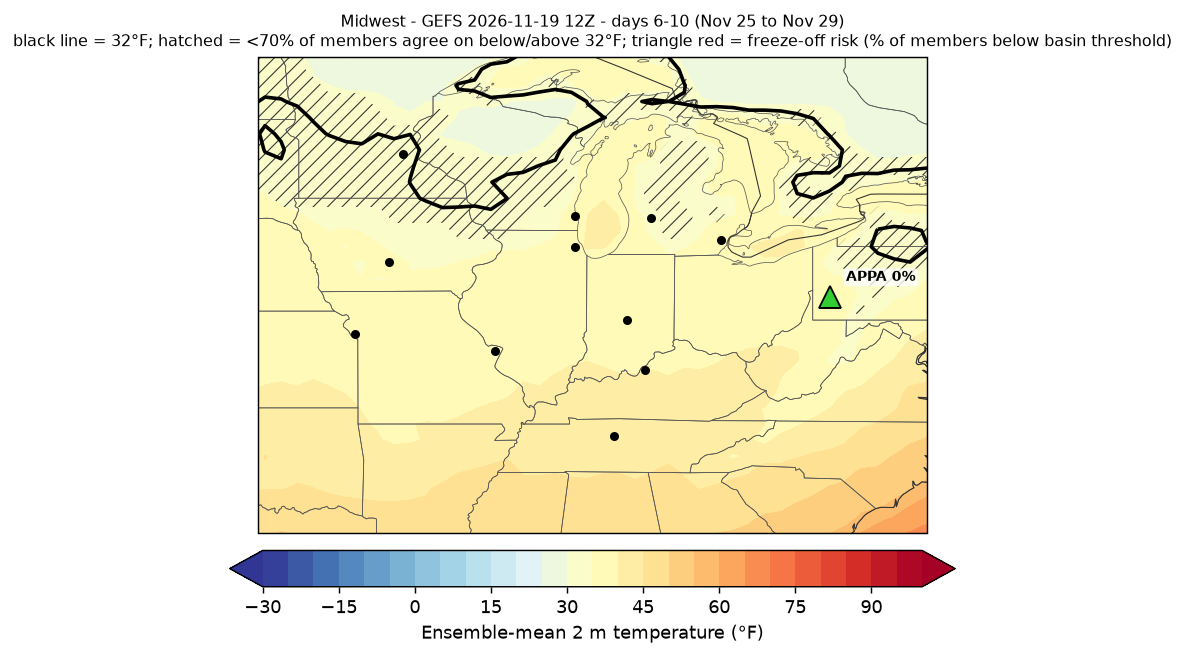 Midwest - GEFS 2026-11-19 12Z - days 6-10 (Nov 25 to Nov 29)
black line = 32°F; hatched = <70% of members agree on below/above 32°F; triangle red = freeze-off risk (% of members below basin threshold)
APPA 0%
−30 −15 0 15 30 45 60 75 90
Ensemble-mean 2 m temperature (°F)